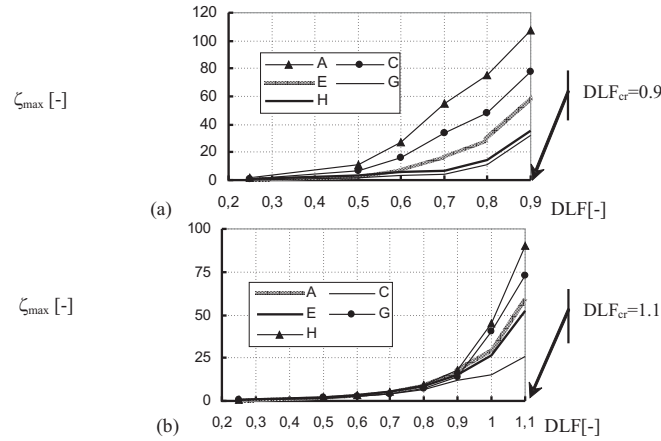 120
100
80
60
40
20
0
ζmax [-]
A C
E G
H
DLFcr=0.9
0,2 0,3 0,4 0,5 0,6 0,7 0,8 0,9 DLF[-]
(a)
100
75
50
25
0
ζmax [-]
A C
E G
H
DLFcr=1.1
0,2 0,3 0,4 0,5 0,6 0,7 0,8 0,9 1 1,1 DLF[-]
(b)